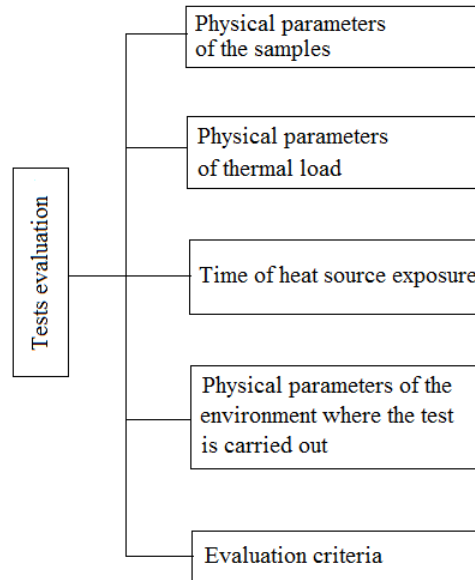 Physical parameters
of the samples
Physical parameters
of thermal load
Tests evaluation
Time of heat source exposure
Physical parameters of the
environment where the test
is carried out
Evaluation criteria